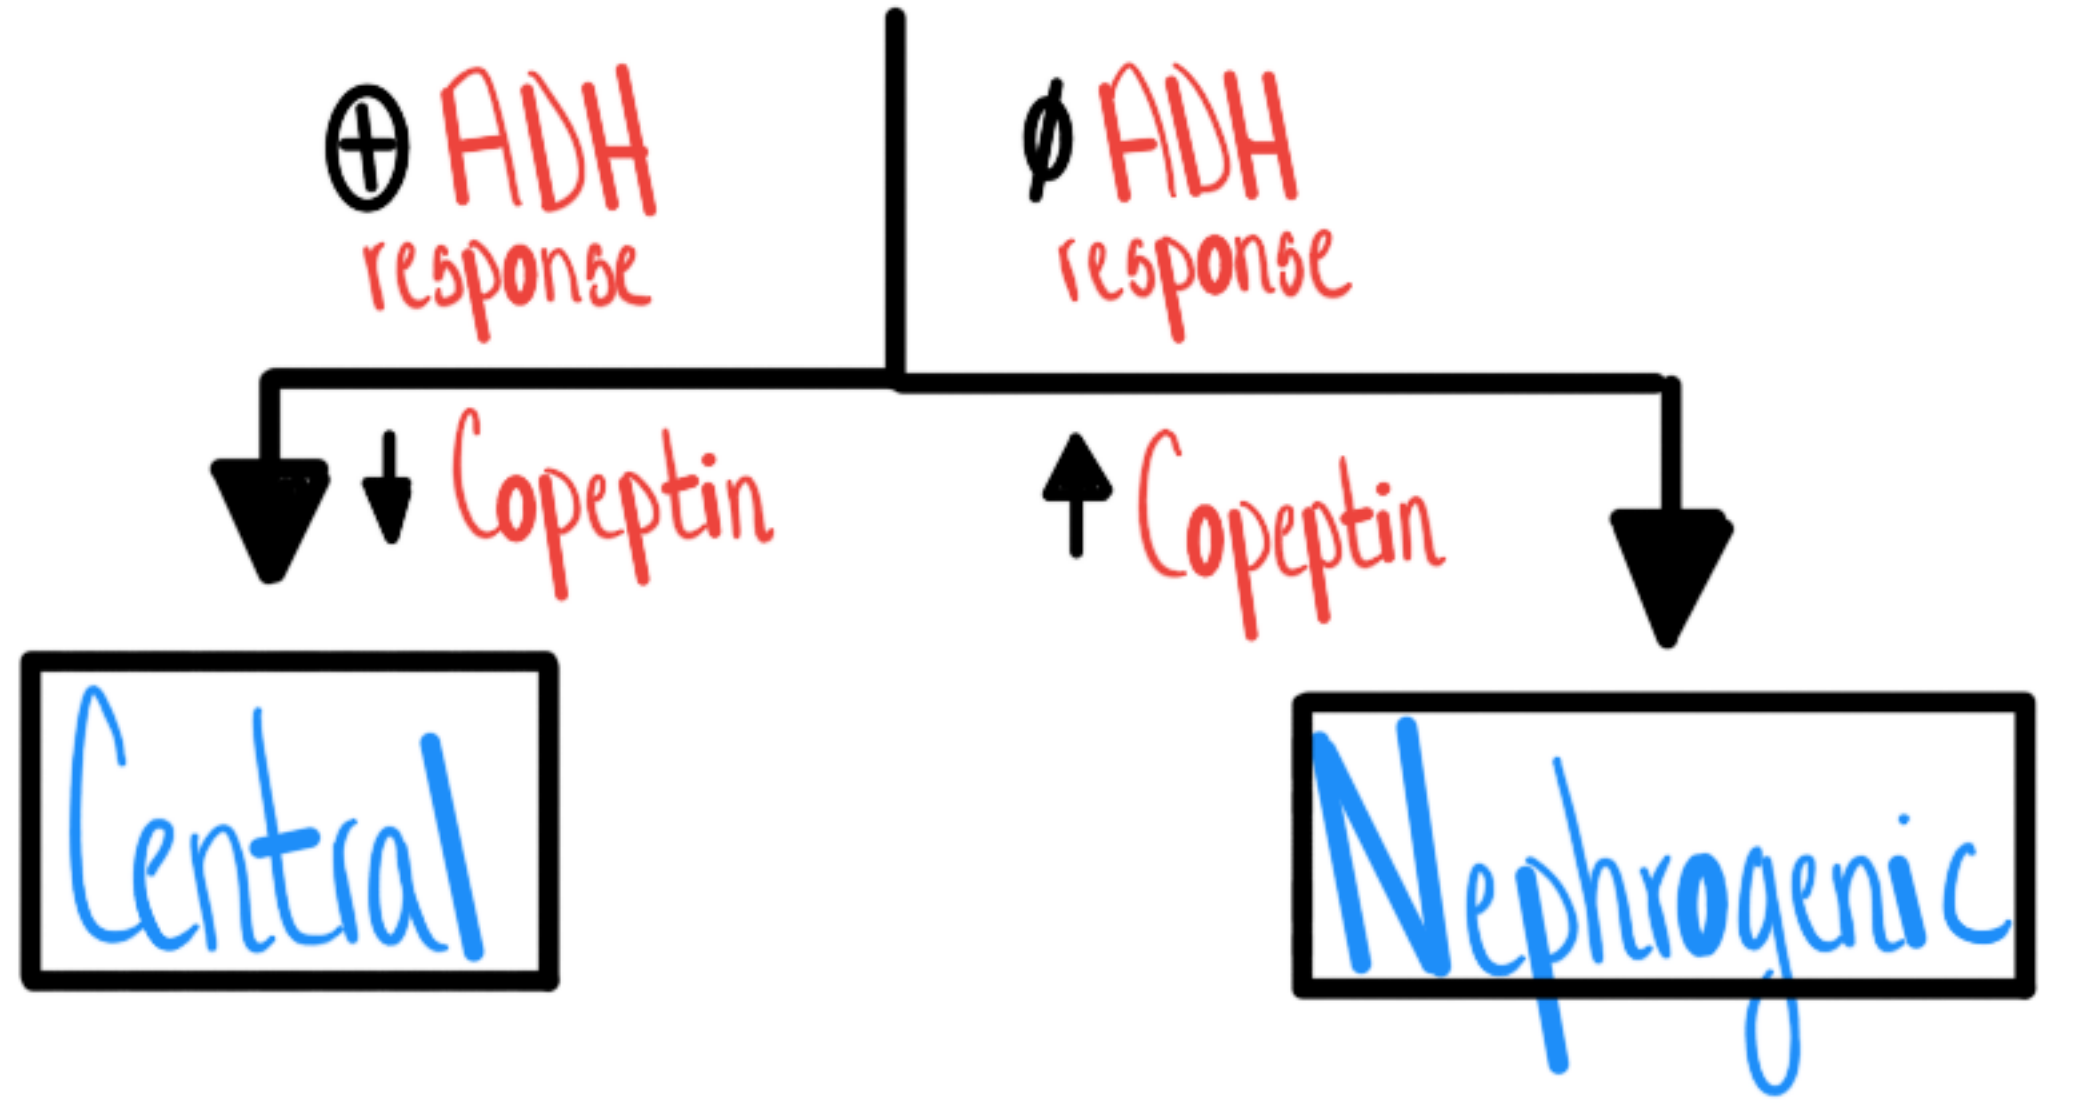 ⊕ ADH
response
↓ Copeptin
Central
∅ ADH
response
↑ Copeptin
Nephrogenic